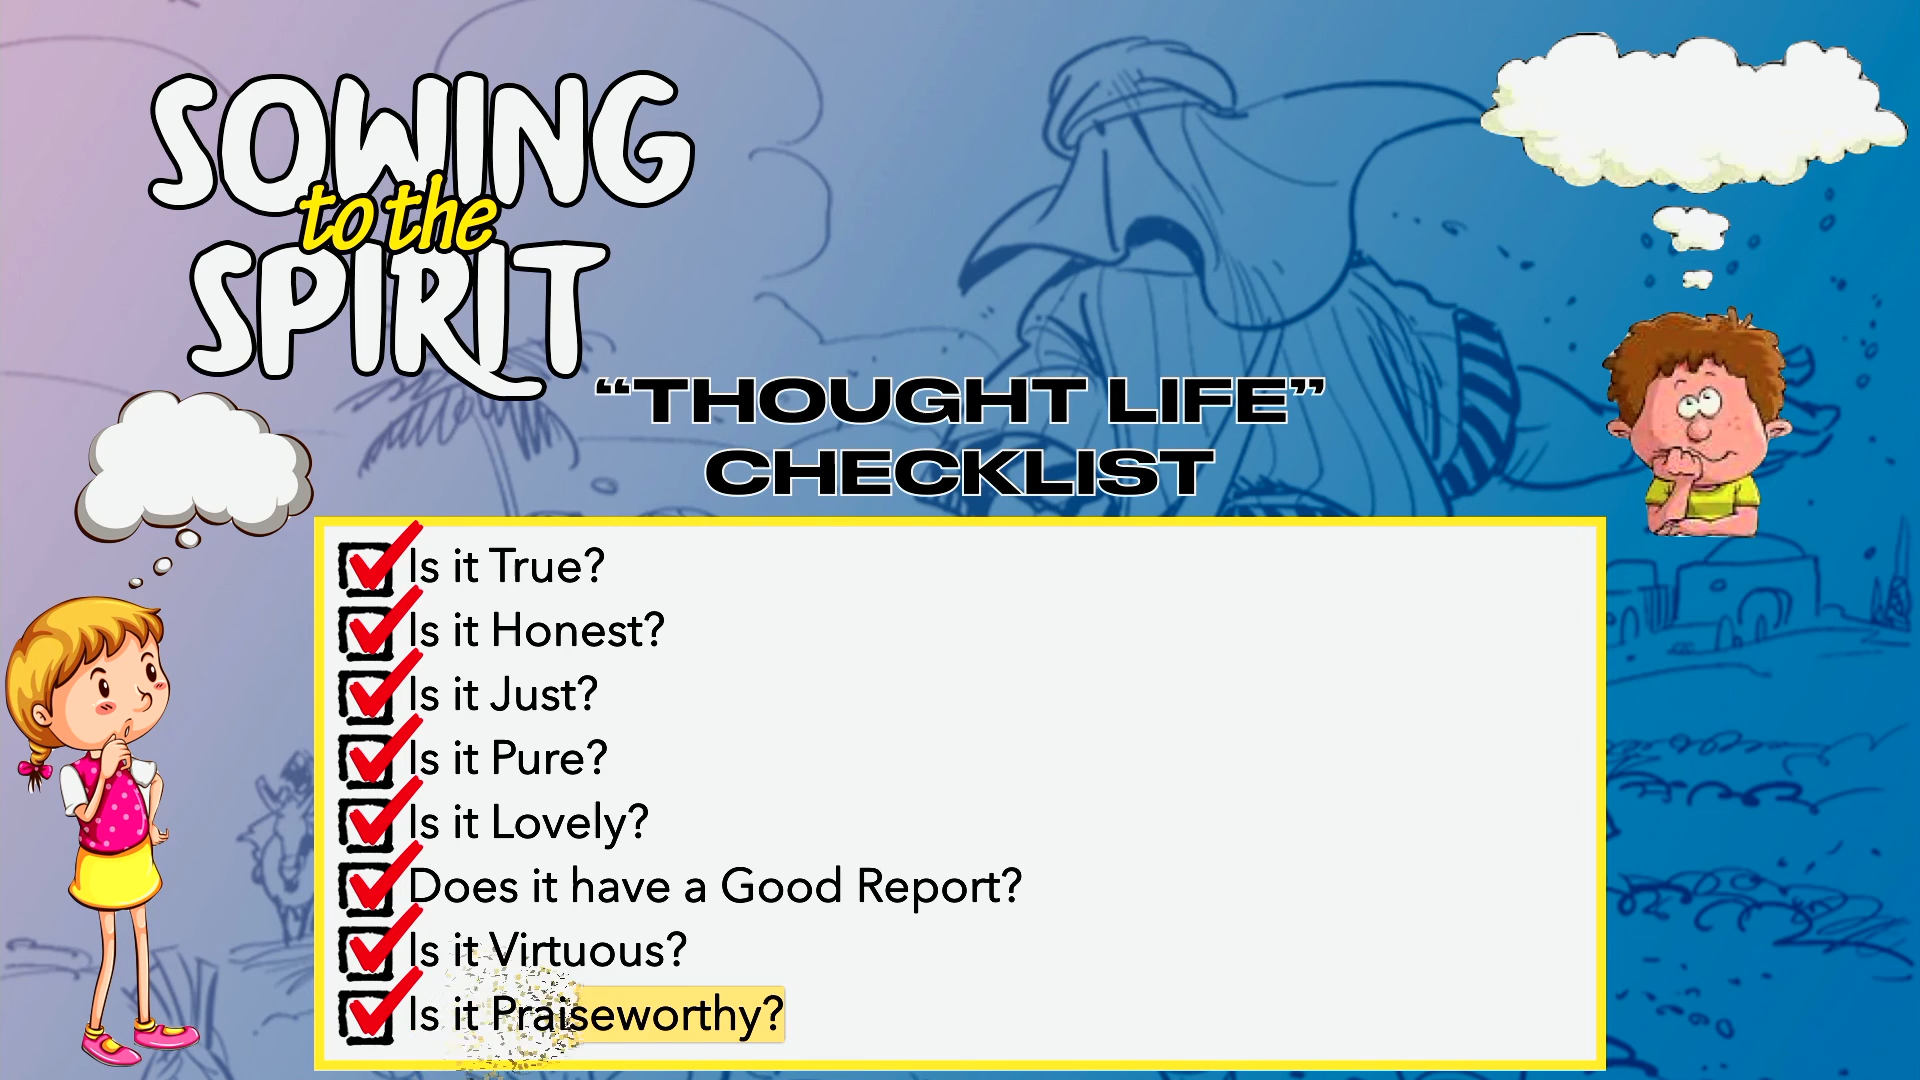 SOWING
to the
SPIRIT
“THOUGHT LIFE”
CHECKLIST
Is it True?
Is it Honest?
Is it Just?
Is it Pure?
Is it Lovely?
Does it have a Good Report?
Is it Virtuous?
Is it Praiseworthy?